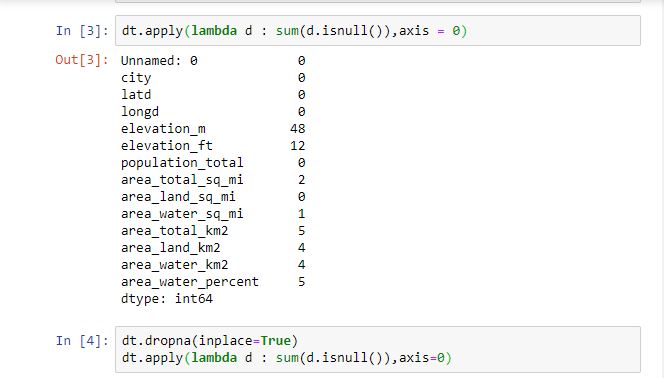 In [3]: dt.apply(lambda d : sum(d.isnull()),axis = 0)
Out[3]: Unnamed: 0 0
city 0
latd 0
longd 0
elevation_m 48
elevation_ft 12
population_total 0
area_total_sq_mi 2
area_land_sq_mi 0
area_water_sq_mi 1
area_total_km2 5
area_land_km2 4
area_water_km2 4
area_water_percent 5
dtype: int64
In [4]: dt.dropna(inplace=True)
dt.apply(lambda d : sum(d.isnull()),axis=0)